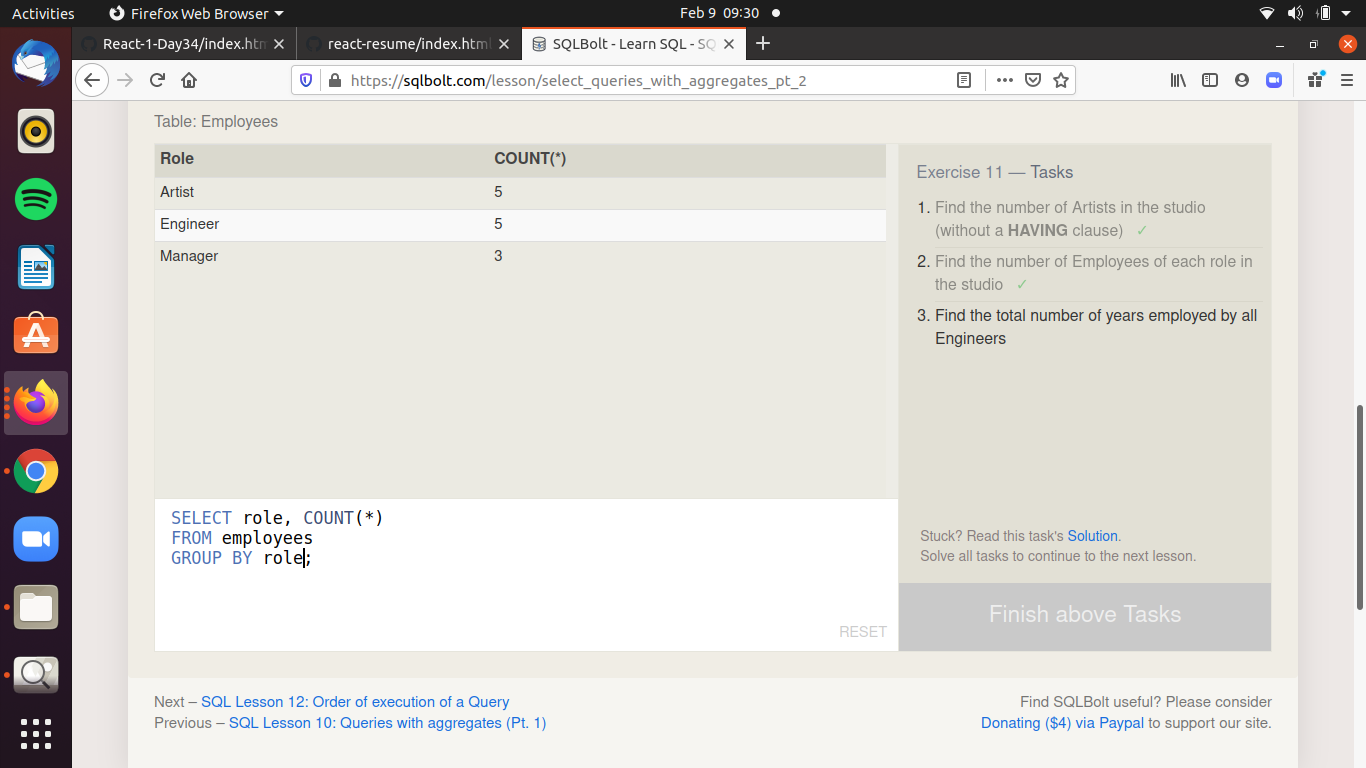 Activities
Firefox Web Browser
Feb 9 09:30
React-1-Day34/index.htm
react-resume/index.html
SQLBolt - Learn SQL - SQ
https://sqlbolt.com/lesson/select_queries_with_aggregates_pt_2
Table: Employees
Role COUNT(*)
Artist 5
Engineer 5
Manager 3
Exercise 11 — Tasks
1. Find the number of Artists in the studio
(without a HAVING clause) ✓
2. Find the number of Employees of each role in
the studio ✓
3. Find the total number of years employed by all
Engineers
SELECT role, COUNT(*)
FROM employees
GROUP BY role;
RESET
Stuck? Read this task's Solution.
Solve all tasks to continue to the next lesson.
Finish above Tasks
Next – SQL Lesson 12: Order of execution of a Query
Previous – SQL Lesson 10: Queries with aggregates (Pt. 1)
Find SQLBolt useful? Please consider
Donating ($4) via Paypal to support our site.